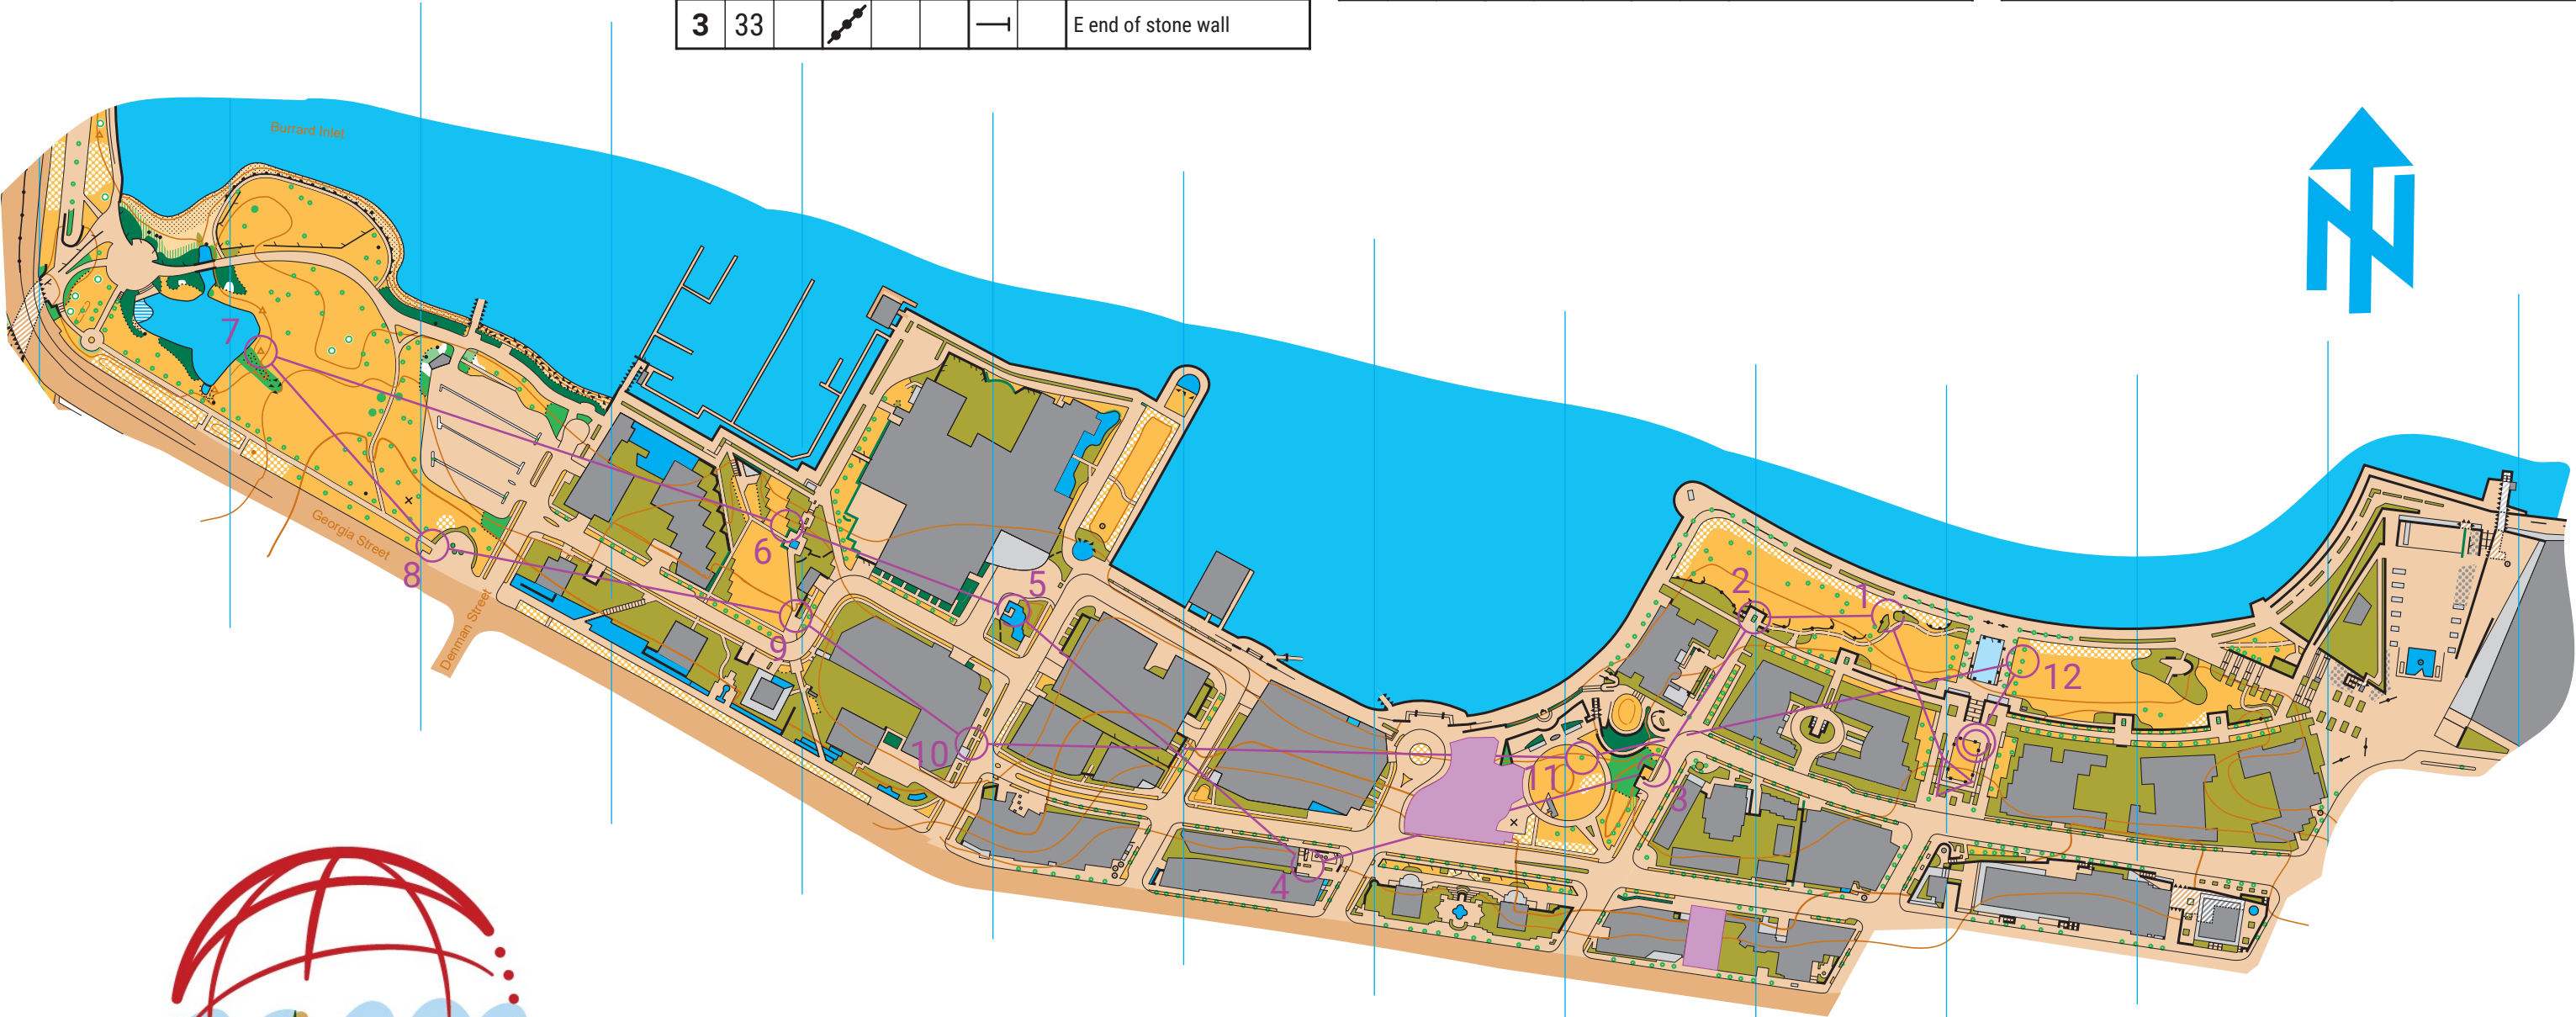 3 33 E end of stone wall
Burrard Inlet
7
2
1
5
6
12
Georgia Street
8
Denman Street
9
10
11
3
4
N